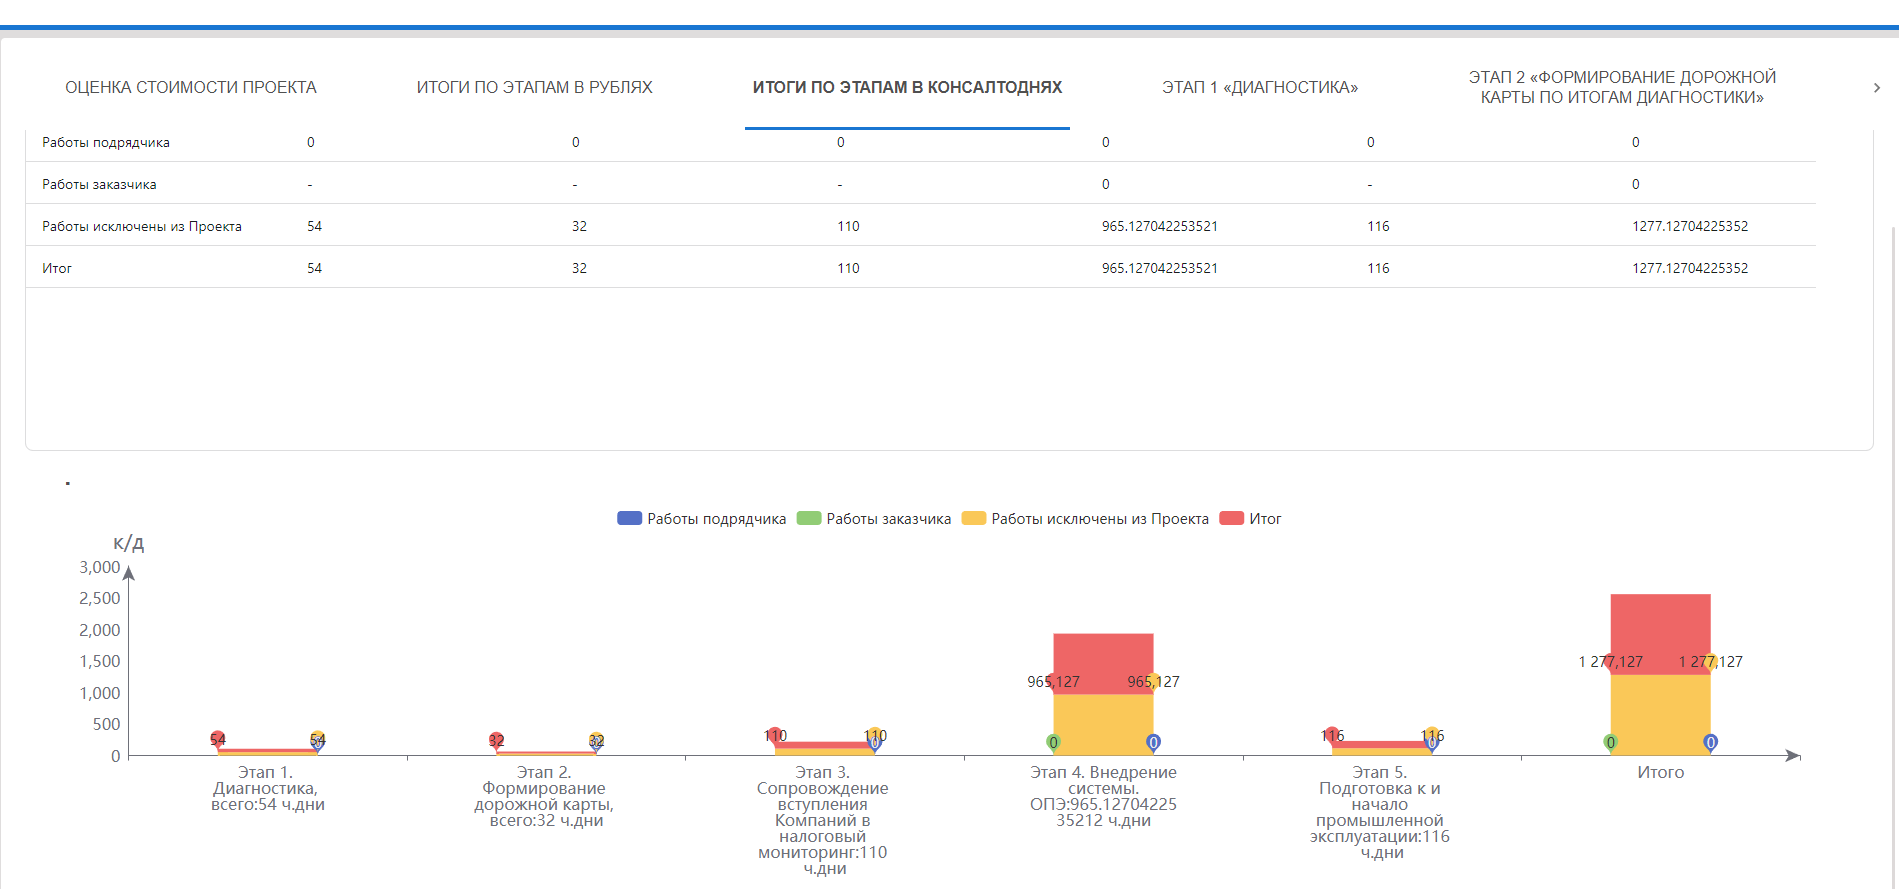 ОЦЕНКА СТОИМОСТИ ПРОЕКТА
ИТОГИ ПО ЭТАПАМ В РУБЛЯХ
ИТОГИ ПО ЭТАПАМ В КОНСАЛТОДНЯХ
ЭТАП 1 «ДИАГНОСТИКА»
ЭТАП 2 «ФОРМИРОВАНИЕ ДОРОЖНОЙ
КАРТЫ ПО ИТОГАМ ДИАГНОСТИКИ»
Работы подрядчика 0 0 0 0 0 0
Работы заказчика - - - 0 - 0
Работы исключены из Проекта 54 32 110 965.127042253521 116 1277.12704225352
Итог 54 32 110 965.127042253521 116 1277.12704225352
.
Работы подрядчика Работы заказчика Работы исключены из Проекта Итог
к/д
3,000
2,500
2,000
1,500
1,000
500
0
54 54 0
32 32 0
110 110 0
965,127 965,127 0 0
116 116 0
1 277,127 1 277,127 0 0
Этап 1.
Диагностика,
всего:54 ч.дни
Этап 2.
Формирование
дорожной карты,
всего:32 ч.дни
Этап 3.
Сопровождение
вступления
Компаний в
налоговый
мониторинг:110
ч.дни
Этап 4. Внедрение
системы.
ОПЭ:965.12704225
35212 ч.дни
Этап 5.
Подготовка к и
начало
промышленной
эксплуатации:116
ч.дни
Итого